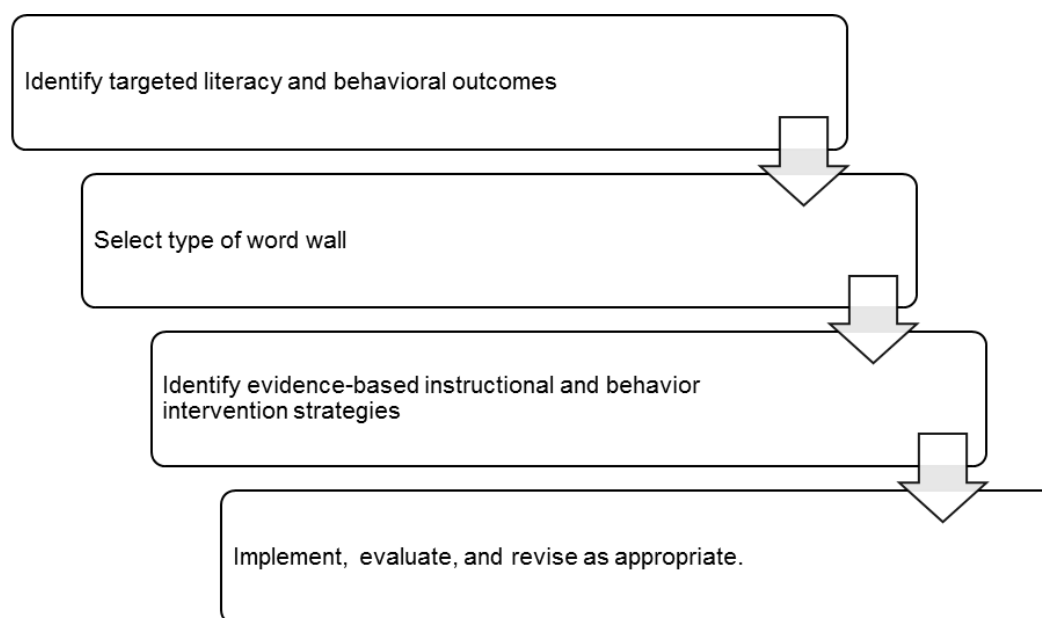 Identify targeted literacy and behavioral outcomes
Select type of word wall
Identify evidence-based instructional and behavior
intervention strategies
Implement, evaluate, and revise as appropriate.